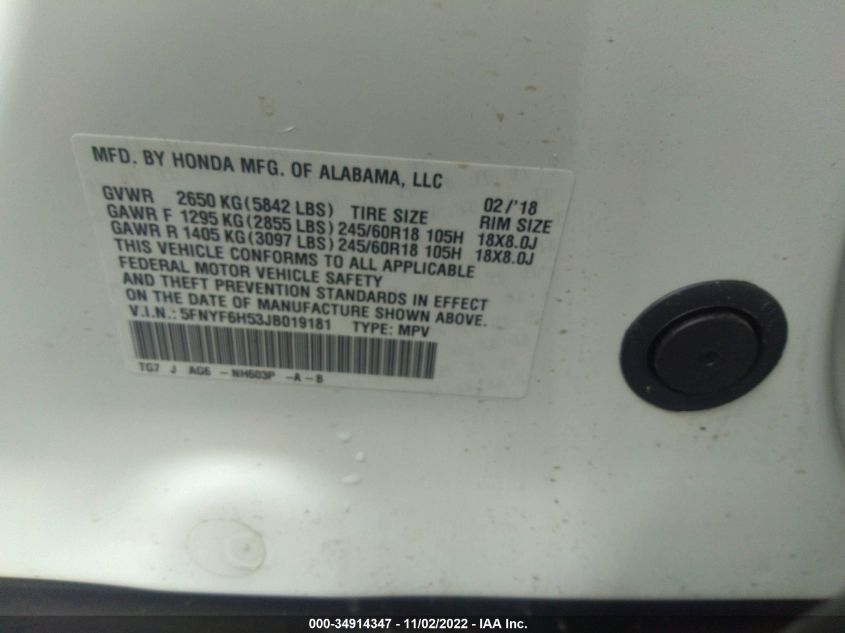 MFD. BY HONDA MFG. OF ALABAMA, LLC
GVWR 2650 KG (5842 LBS) TIRE SIZE 02/'18 RIM SIZE
GAWR F 1295 KG (2855 LBS) 245/60R18 105H 18X8.0J
GAWR R 1405 KG (3097 LBS) 245/60R18 105H 18X8.0J
THIS VEHICLE CONFORMS TO ALL APPLICABLE
FEDERAL MOTOR VEHICLE SAFETY
AND THEFT PREVENTION STANDARDS IN EFFECT
ON THE DATE OF MANUFACTURE SHOWN ABOVE.
V.I.N.: 5FNYF6H53JB019181 TYPE: MPV
TG7 J AG6 - NH603P -A-B
000-34914347 - 11/02/2022 - IAA Inc.